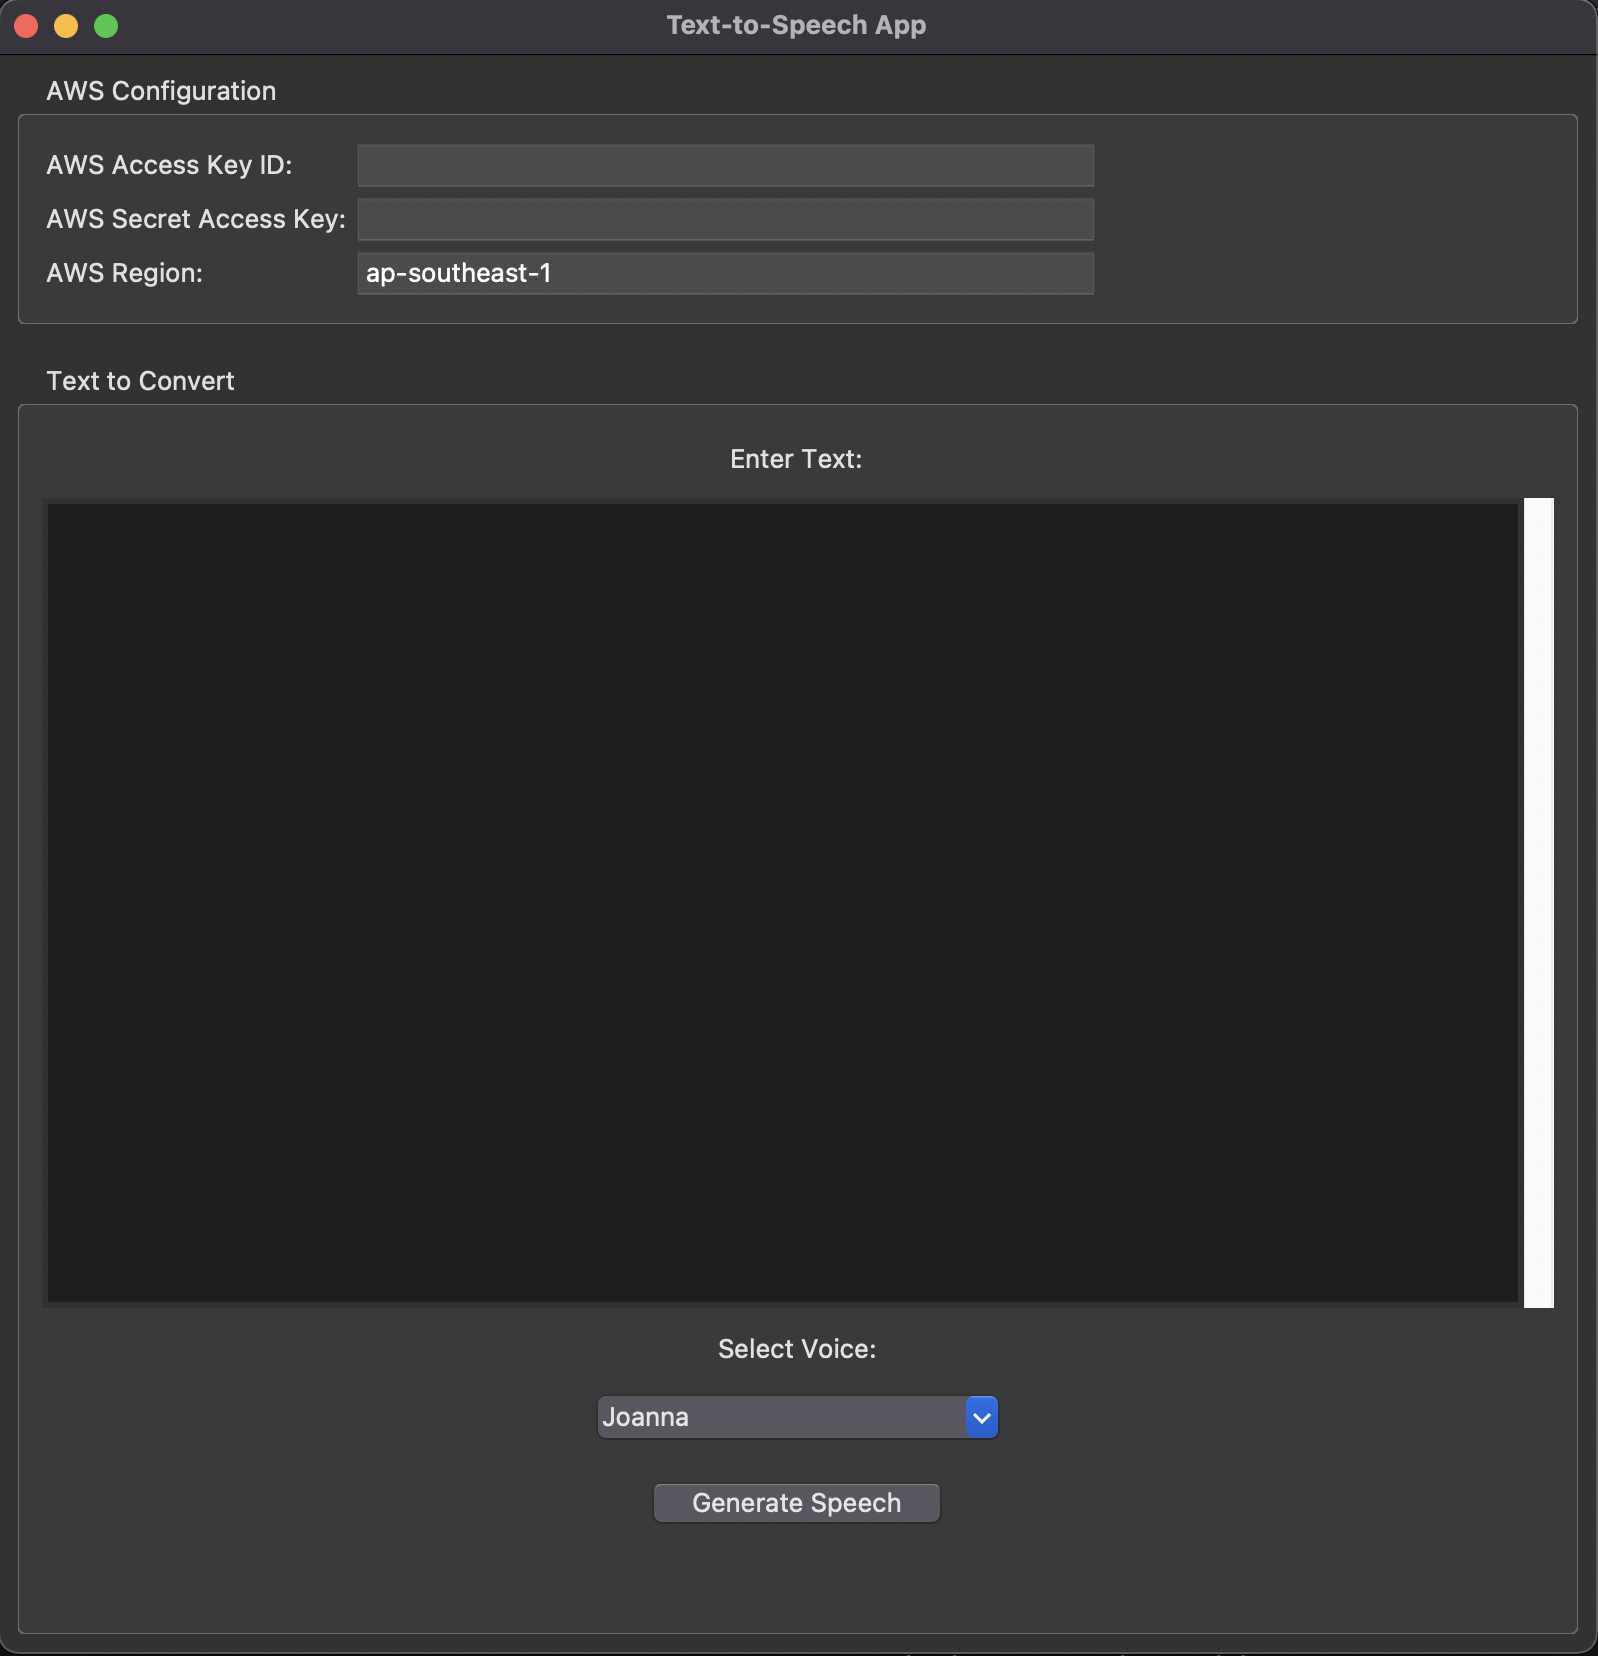 Text-to-Speech App
AWS Configuration
AWS Access Key ID:
AWS Secret Access Key:
AWS Region: ap-southeast-1
Text to Convert
Enter Text:
Select Voice:
Joanna
Generate Speech